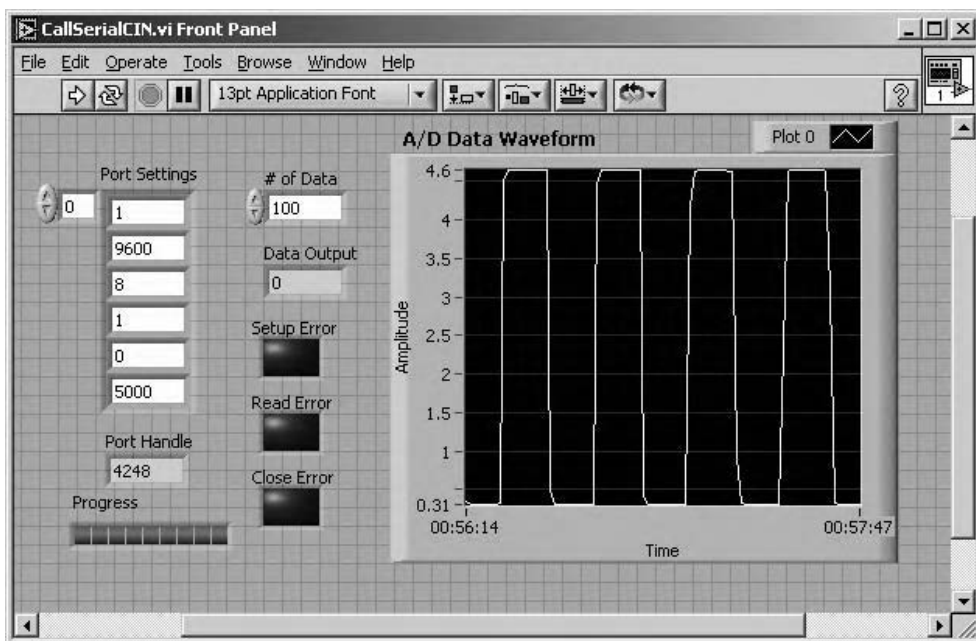 CallSerialCIN.vi Front Panel
File Edit Operate Tools Browse Window Help
13pt Application Font
?
1
A/D Data Waveform
Plot 0
Port Settings
0
1
9600
8
1
0
5000
Port Handle
4248
Progress
# of Data
100
Data Output
0
Setup Error
Read Error
Close Error
Amplitude
4.6
4
3.5
3
2.5
2
1.5
1
0.31
00:56:14
00:57:47
Time